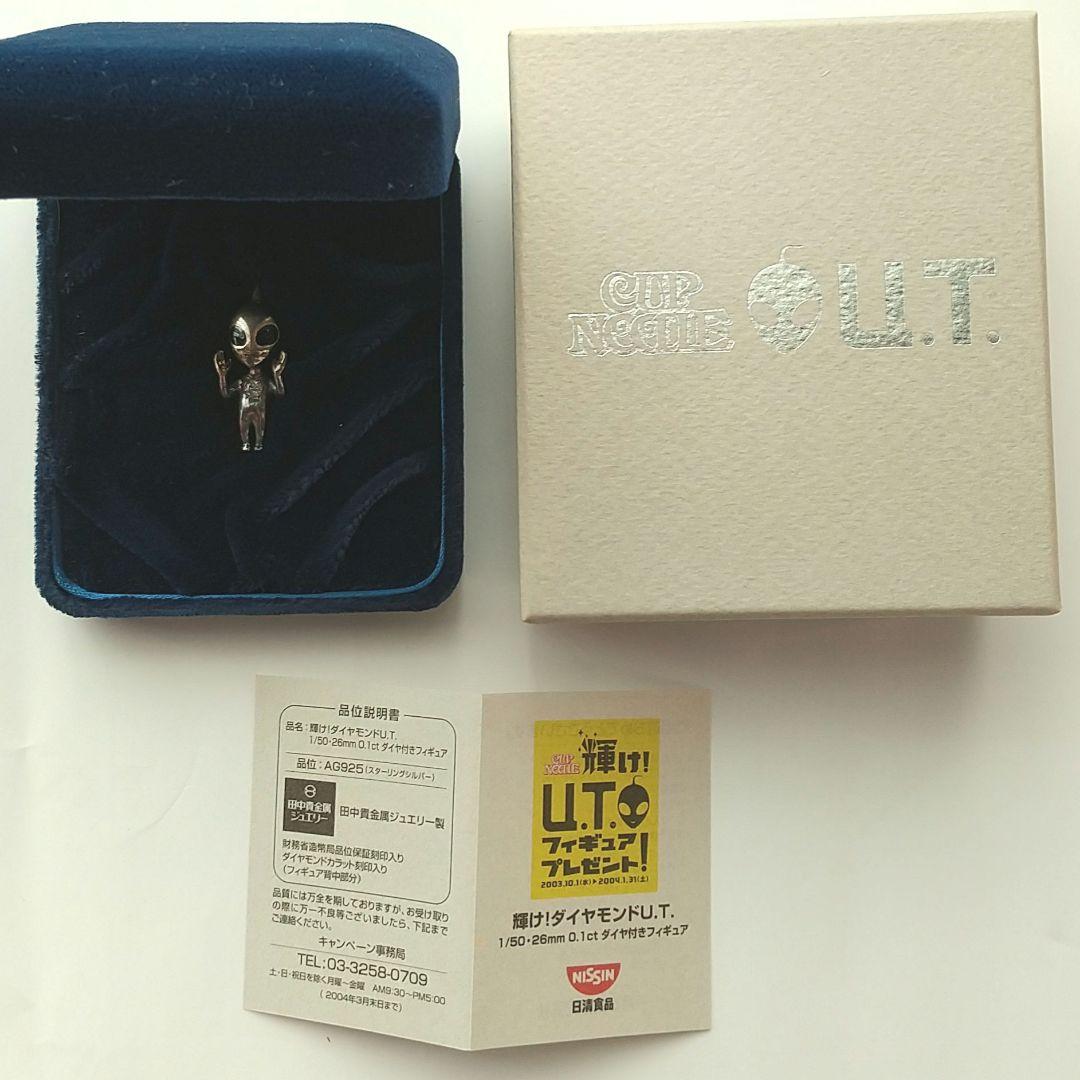 CUP
NOODLE
U.T.
品位説明書
品名：輝け！ダイヤモンドU.T.
1/50・26mm 0.1ct ダイヤ付きフィギュア
品位：AG925（スターリングシルバー）
田中貴金属
ジュエリー
田中貴金属ジュエリー製
財務省造幣局品位保証刻印入り
ダイヤモンドカラット刻印入り
（フィギュア背中部分）
品質には万全を期しておりますが、お受け取り
の際に万一不良等ございましたら、下記まで
ご連絡ください。
キャンペーン事務局
TEL：03-3258-0709
土・日・祝日を除く月曜～金曜 AM9:30～PM5:00
（2004年3月末日まで）
CUP
NOODLE
輝け！
U.T.
フィギュア
プレゼント！
2003.10.1（水）▶2004.1.31（土）
輝け！ダイヤモンドU.T.
1/50・26mm 0.1ct ダイヤ付きフィギュア
NISSIN
日清食品